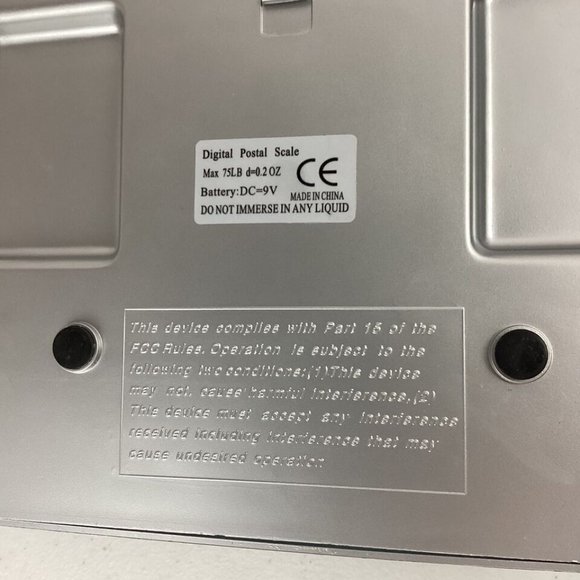 Digital Postal Scale
Max 75LB d=0.2 OZ
Battery:DC=9V
CE
MADE IN CHINA
DO NOT IMMERSE IN ANY LIQUID
This device complies with Part 15 of the
FCC Rules. Operation is subject to the
following two conditions:(1)This device
may not. cause harmful interference,(2)
This device must accept any interference
received including interference that may
cause undesired operation